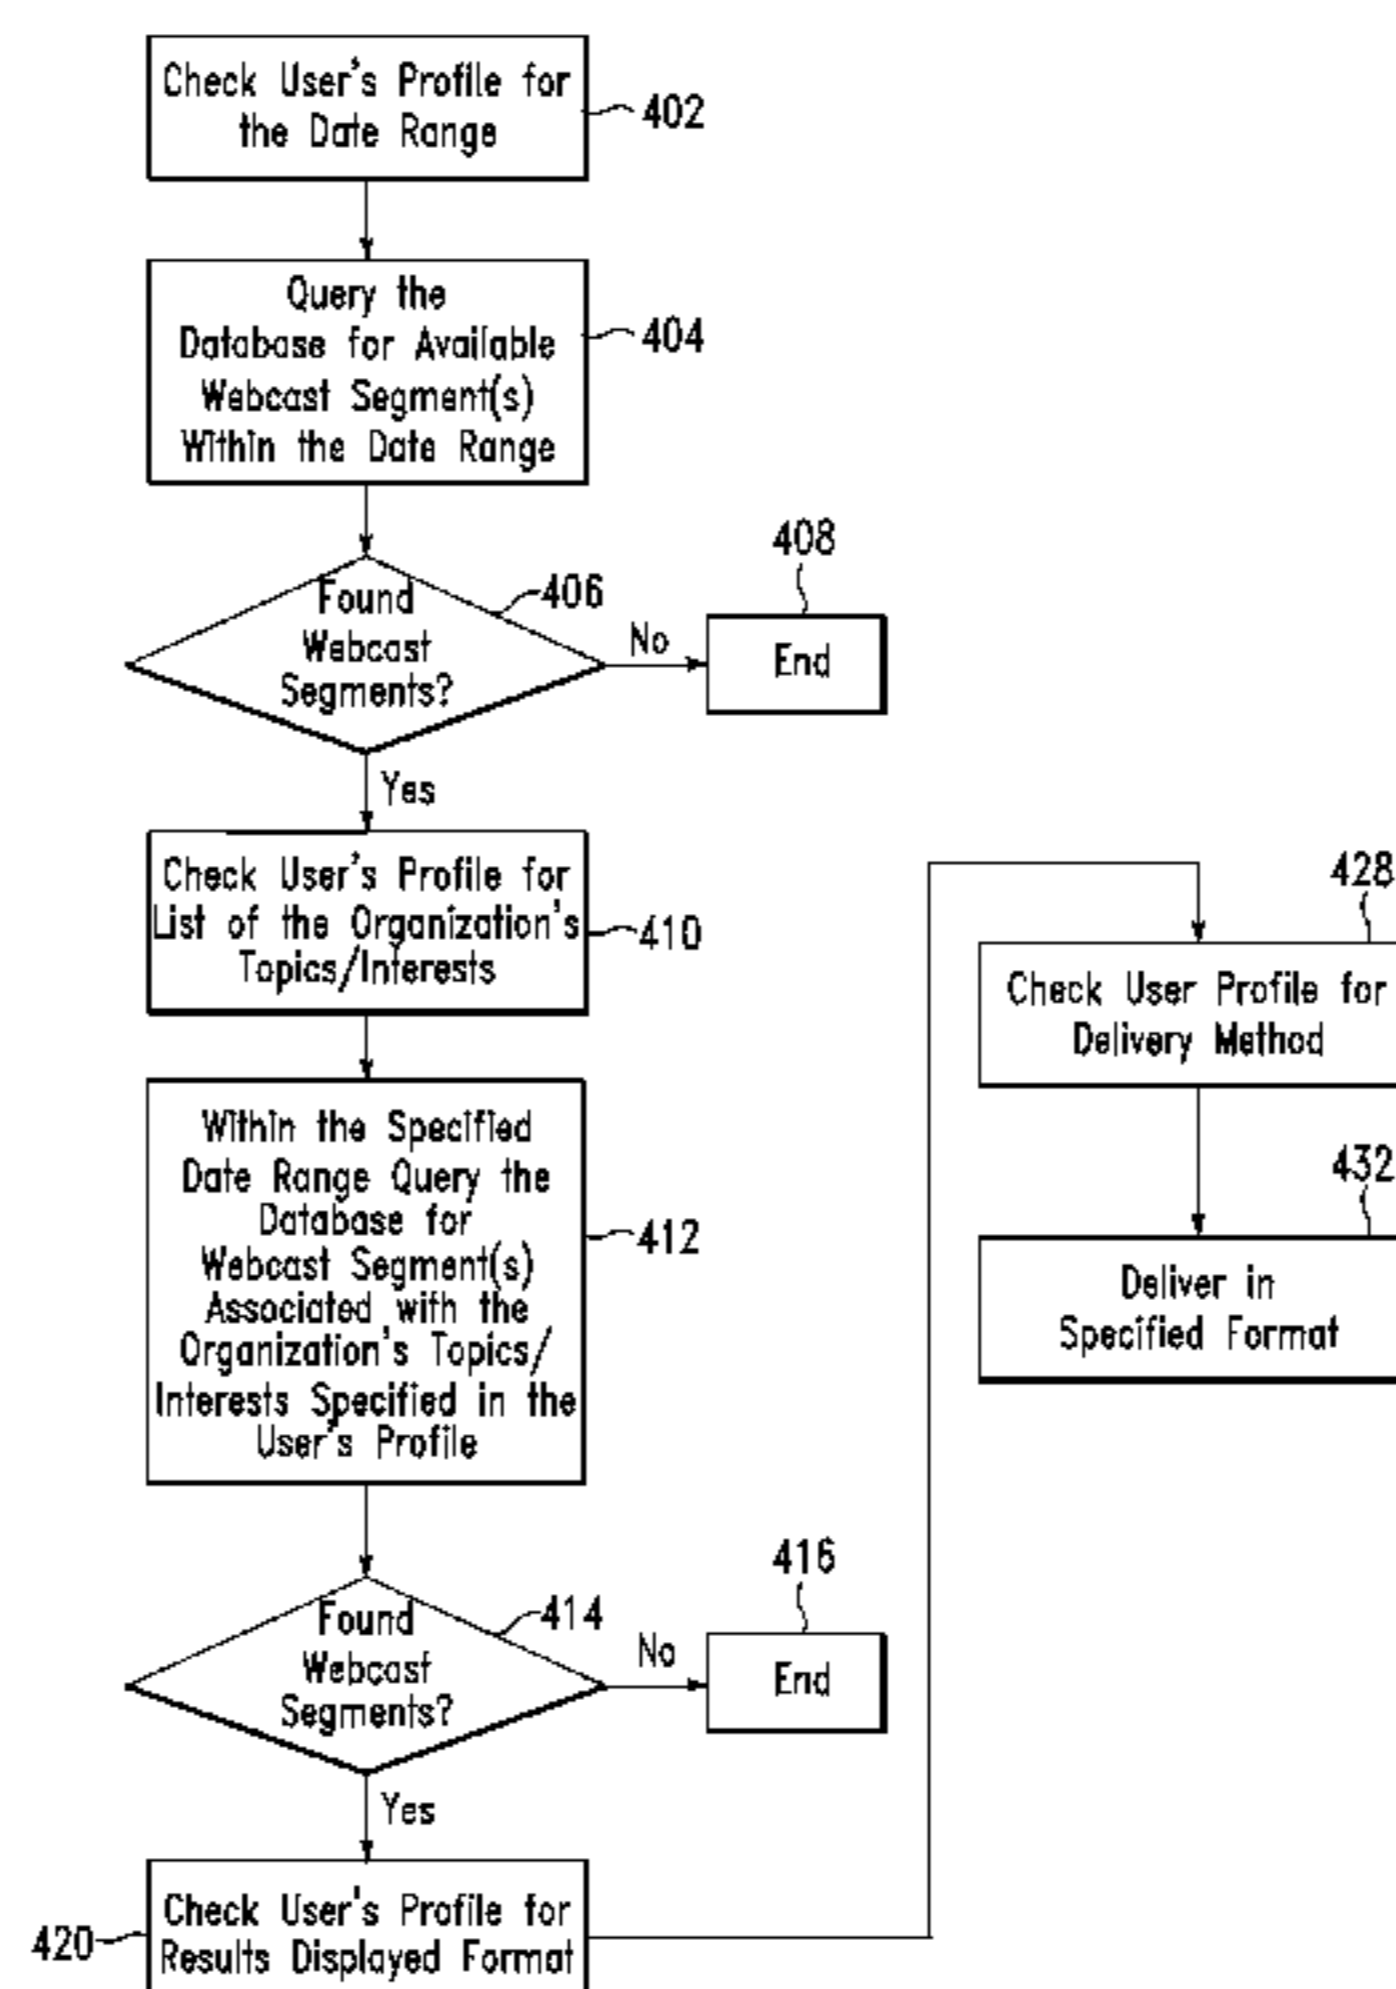 Check User's Profile for
the Date Range
402
Query the
Database for Available
Webcast Segment(s)
Within the Date Range
404
Found
Webcast
Segments?
406
No
408
End
Yes
Check User's Profile for
List of the Organization's
Topics/Interests
410
Within the Specified
Date Range Query the
Database for
Webcast Segment(s)
Associated with the
Organization's Topics/
Interests Specified in the
User's Profile
412
Found
Webcast
Segments?
414
No
416
End
Yes
420
Check User's Profile for
Results Displayed Format
428
Check User Profile for
Delivery Method
432
Deliver in
Specified Format